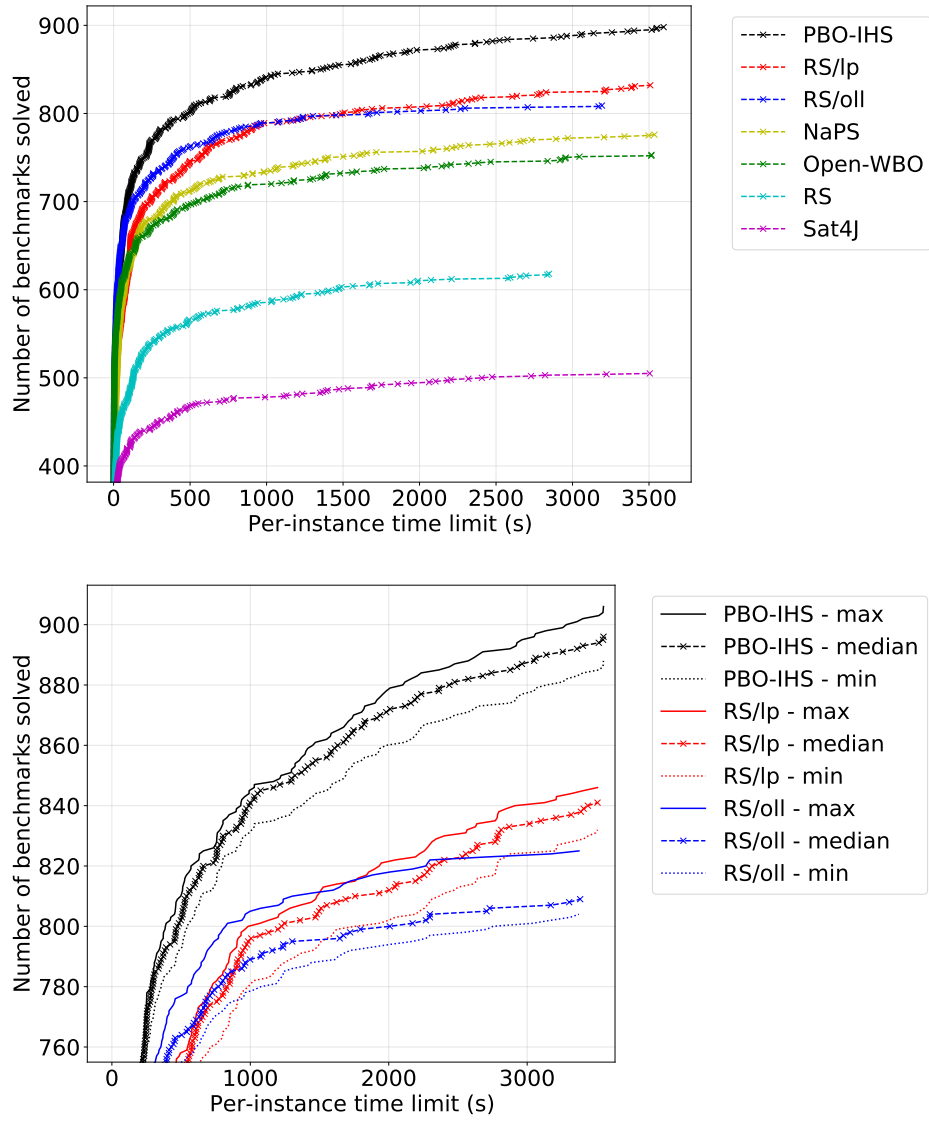 900
800
700
600
500
400
Number of benchmarks solved
0 500 1000 1500 2000 2500 3000 3500
Per-instance time limit (s)
PBO-IHS
RS/lp
RS/oll
NaPS
Open-WBO
RS
Sat4J
900
880
860
840
820
800
780
760
Number of benchmarks solved
0 1000 2000 3000
Per-instance time limit (s)
PBO-IHS - max
PBO-IHS - median
PBO-IHS - min
RS/lp - max
RS/lp - median
RS/lp - min
RS/oll - max
RS/oll - median
RS/oll - min